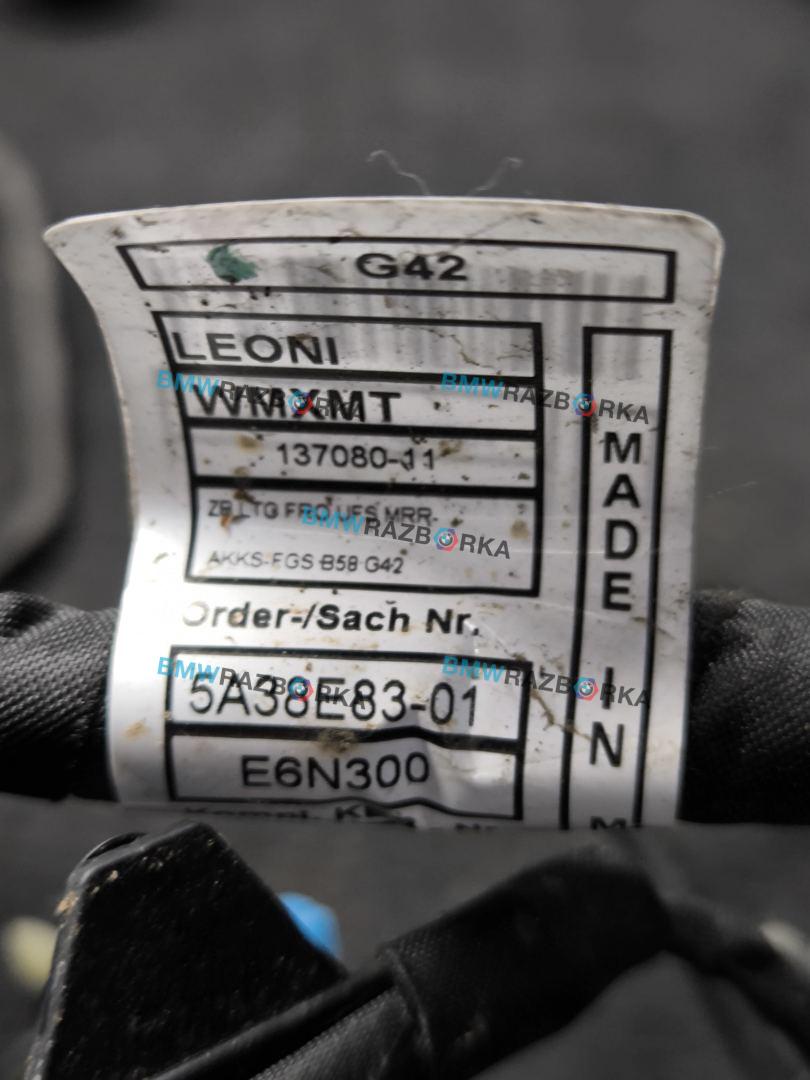 G42
LEONI
WMXMT
137080-11
ZB LTG FRO UFS MRR-
AKKS-FGS B58 G42
Order-/Sach Nr.
5A38E83-01
E6N300
MADE IN
BMWRAZBORKA
BMWRAZBORKA
BMWRAZBORKA
BMWRAZBORKA
BMWRAZBORKA